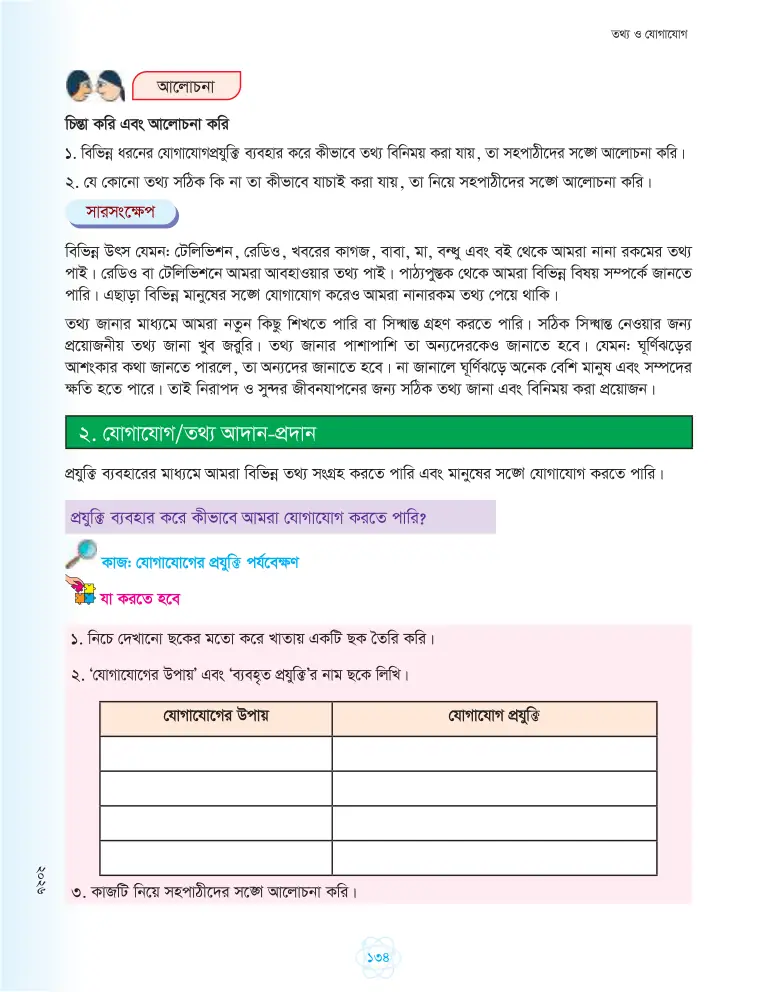 তথ্য ও যোগাযোগ
আলোচনা
চিন্তা করি এবং আলোচনা করি
১. বিভিন্ন ধরনের যোগাযোগপ্রযুক্তি ব্যবহার করে কীভাবে তথ্য বিনিময় করা যায়, তা সহপাঠীদের সঙ্গে আলোচনা করি।
২. যে কোনো তথ্য সঠিক কি না তা কীভাবে যাচাই করা যায়, তা নিয়ে সহপাঠীদের সঙ্গে আলোচনা করি।
সারসংক্ষেপ
বিভিন্ন উৎস যেমন: টেলিভিশন, রেডিও, খবরের কাগজ, বাবা, মা, বন্ধু এবং বই থেকে আমরা নানা রকমের তথ্য
পাই। রেডিও বা টেলিভিশনে আমরা আবহাওয়ার তথ্য পাই। পাঠ্যপুস্তক থেকে আমরা বিভিন্ন বিষয় সম্পর্কে জানতে
পারি। এছাড়া বিভিন্ন মানুষের সঙ্গে যোগাযোগ করেও আমরা নানারকম তথ্য পেয়ে থাকি।
তথ্য জানার মাধ্যমে আমরা নতুন কিছু শিখতে পারি বা সিদ্ধান্ত গ্রহণ করতে পারি। সঠিক সিদ্ধান্ত নেওয়ার জন্য
প্রয়োজনীয় তথ্য জানা খুব জরুরি। তথ্য জানার পাশাপাশি তা অন্যদেরকেও জানাতে হবে। যেমন: ঘূর্ণিঝড়ের
আশংকার কথা জানতে পারলে, তা অন্যদের জানাতে হবে। না জানালে ঘূর্ণিঝড়ে অনেক বেশি মানুষ এবং সম্পদের
ক্ষতি হতে পারে। তাই নিরাপদ ও সুন্দর জীবনযাপনের জন্য সঠিক তথ্য জানা এবং বিনিময় করা প্রয়োজন।
২. যোগাযোগ/তথ্য আদান-প্রদান
প্রযুক্তি ব্যবহারের মাধ্যমে আমরা বিভিন্ন তথ্য সংগ্রহ করতে পারি এবং মানুষের সঙ্গে যোগাযোগ করতে পারি।
প্রযুক্তি ব্যবহার করে কীভাবে আমরা যোগাযোগ করতে পারি?
কাজ: যোগাযোগের প্রযুক্তি পর্যবেক্ষণ
যা করতে হবে
১. নিচে দেখানো ছকের মতো করে খাতায় একটি ছক তৈরি করি।
২. ‘যোগাযোগের উপায়’ এবং ‘ব্যবহৃত প্রযুক্তি’র নাম ছকে লিখি।
যোগাযোগের উপায় যোগাযোগ প্রযুক্তি
৩. কাজটি নিয়ে সহপাঠীদের সঙ্গে আলোচনা করি।
২০২৫
১৩৪